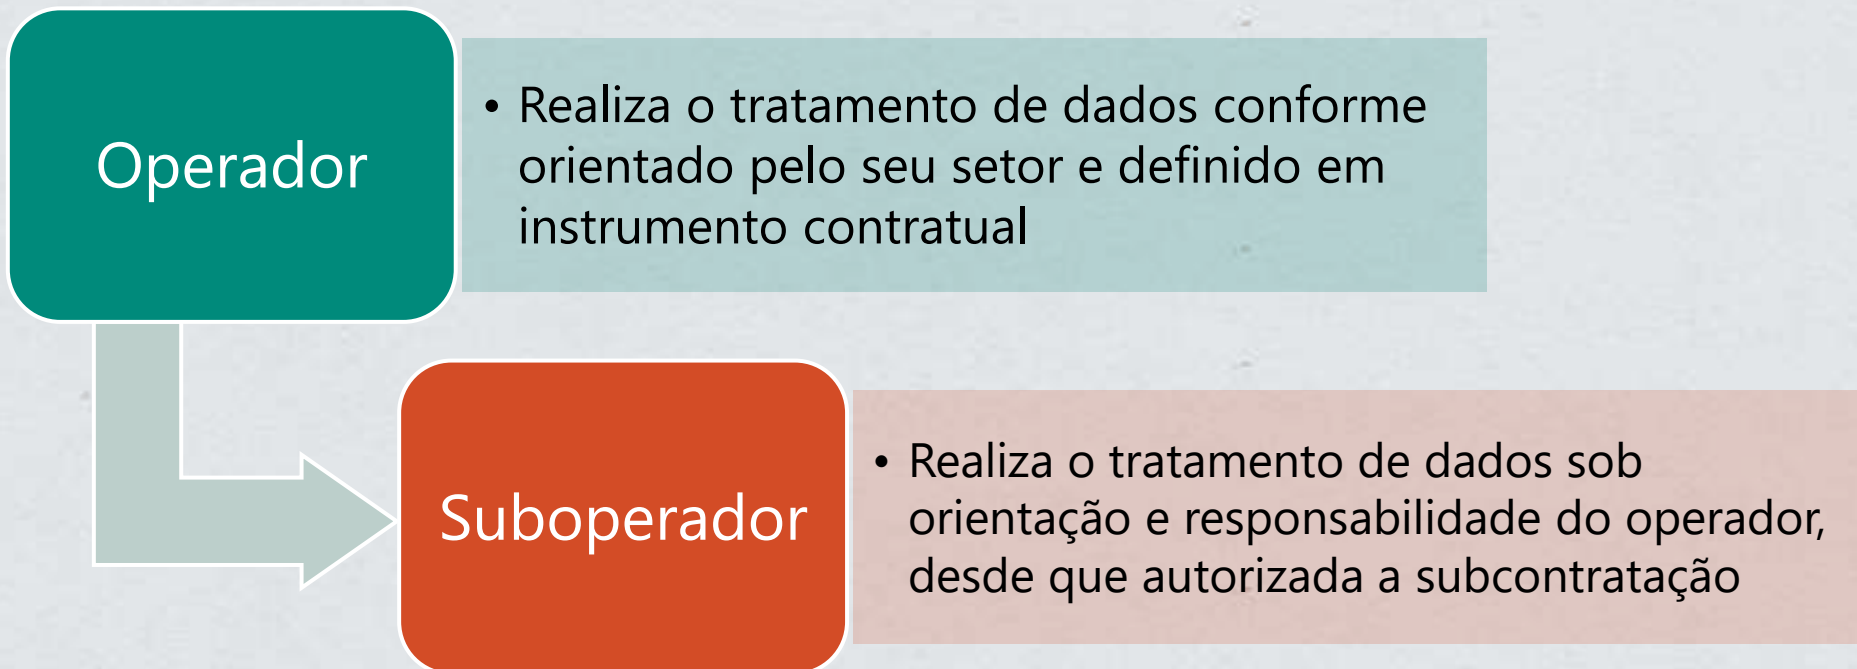 Operador
• Realiza o tratamento de dados conforme
orientado pelo seu setor e definido em
instrumento contratual
Suboperador
• Realiza o tratamento de dados sob
orientação e responsabilidade do operador,
desde que autorizada a subcontratação